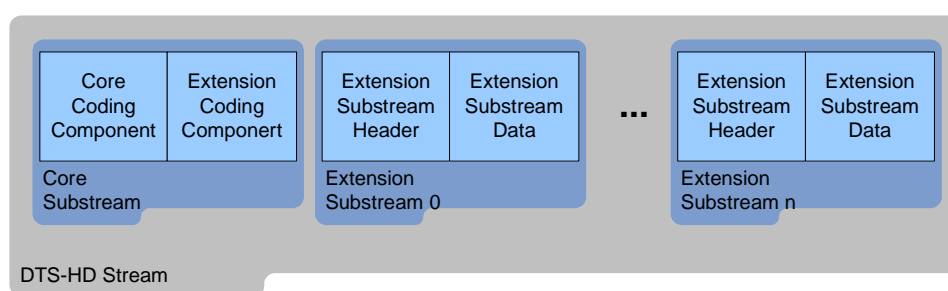 Core
Coding
Component
Extension
Coding
Componert
Extension
Substream
Header
Extension
Substream
Data
...
Extension
Substream
Header
Extension
Substream
Data
Core
Substream
Extension
Substream 0
Extension
Substream n
DTS-HD Stream